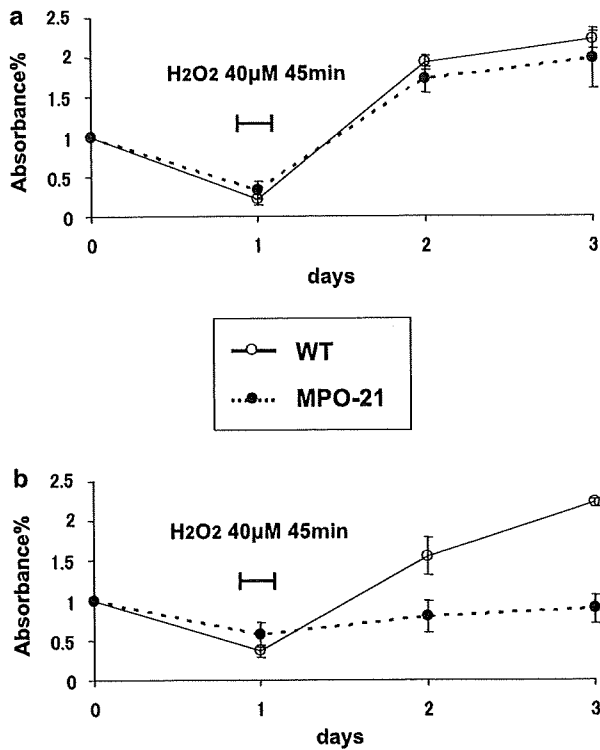 a
2.5
2
1.5
1
0.5
0
Absorbance%
H2O2 40µM 45min
0 1 2 3
days
WT
MPO-21
b
2.5
2
1.5
1
0.5
0
Absorbance%
H2O2 40µM 45min
0 1 2 3
days